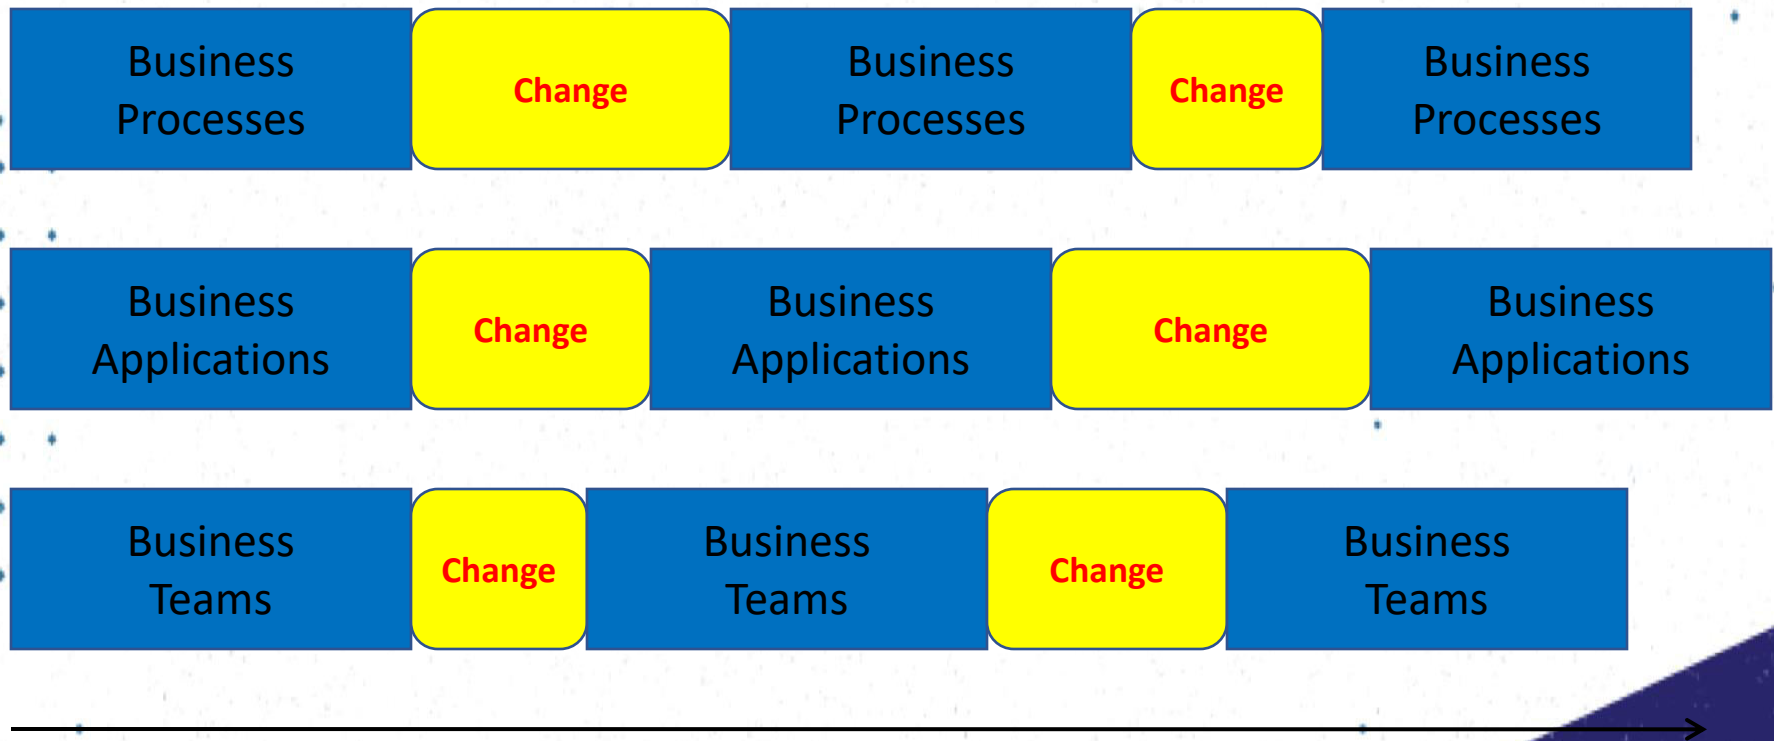 Business
Processes
Change
Business
Processes
Change
Business
Processes
Business
Applications
Change
Business
Applications
Change
Business
Applications
Business
Teams
Change
Business
Teams
Change
Business
Teams